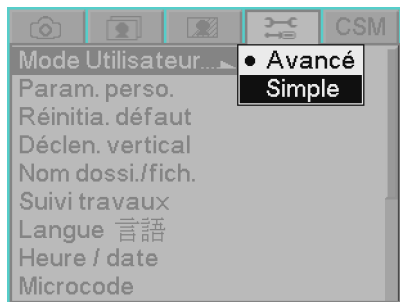 CSM
Mode Utilisateur....
● Avancé
Param. perso.
Simple
Réinitia. défaut
Déclen. vertical
Nom dossi./fich.
Suivi travaux
Langue 言語
Heure / date
Microcode